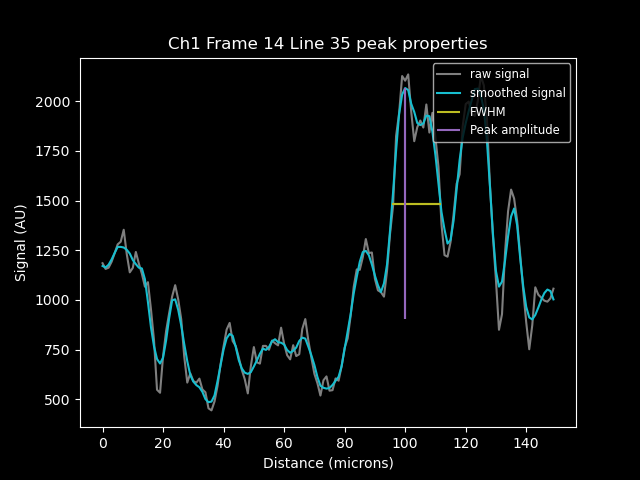 Ch1 Frame 14 Line 35 peak properties
raw signal
smoothed signal
FWHM
Peak amplitude
Signal (AU)
2000
1750
1500
1250
1000
750
500
0 20 40 60 80 100 120 140
Distance (microns)